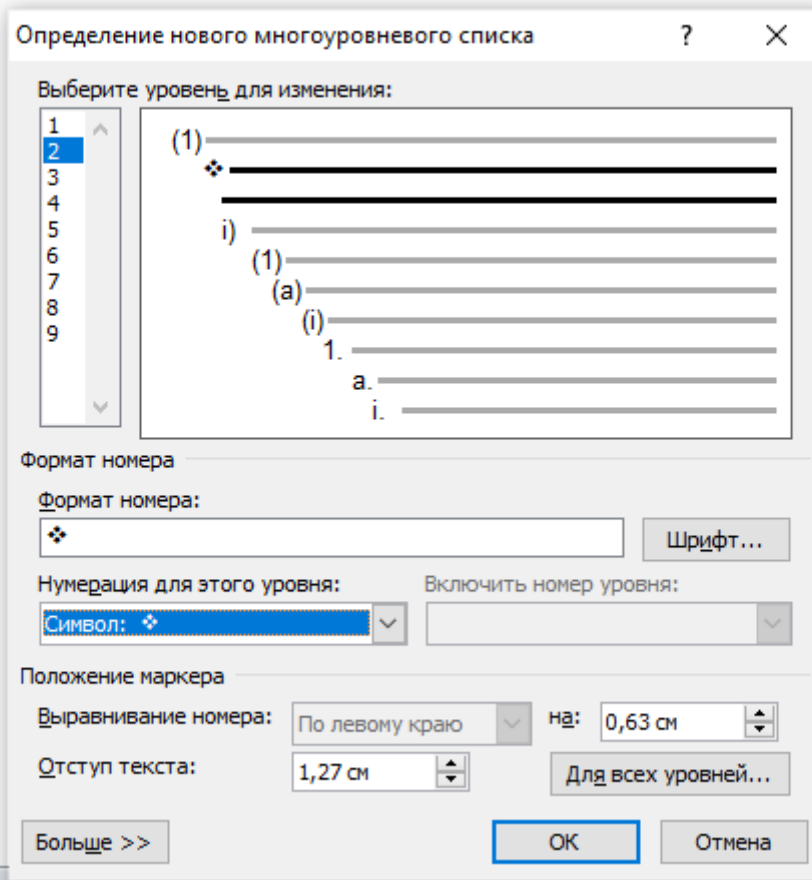 Определение нового многоуровневого списка ? ×
Выберите уровень для изменения:
1
2
3
4
5
6
7
8
9
(1)
❖
i)
(1)
(a)
(i)
1.
a.
i.
Формат номера
Формат номера:
❖ Шрифт...
Нумерация для этого уровня: Включить номер уровня:
Символ: ❖
Положение маркера
Выравнивание номера: По левому краю на: 0,63 см
Отступ текста: 1,27 см Для всех уровней...
Больше >> ОК Отмена